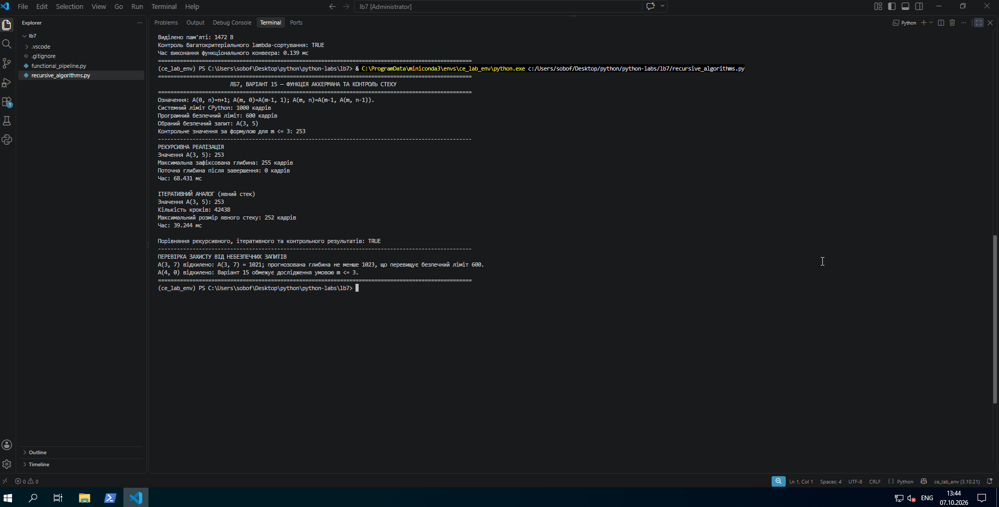 File Edit Selection View Go Run Terminal Help
lb7 [Administrator]
Explorer
lb7
.vscode
.gitignore
functional_pipeline.py
recursive_algorithms.py
Problems Output Debug Console Terminal Ports
Python
Виділено пам'яті: 1472 B
Контроль багатокритеріального lambda-сортування: TRUE
Час виконання функціонального конвеєра: 0.139 мс
====================================================================================================
(ce_lab_env) PS C:\Users\sobof\Desktop\python\python-labs\lb7> & C:\ProgramData\miniconda3\envs\ce_lab_env\python.exe c:/Users/sobof/Desktop/python/python-labs/lb7/recursive_algorithms.py
====================================================================================================
ЛБ7, ВАРІАНТ 15 — ФУНКЦІЯ АККЕРМАНА ТА КОНТРОЛЬ СТЕКУ
====================================================================================================
Означення: A(0, n)=n+1; A(m, 0)=A(m-1, 1); A(m, n)=A(m-1, A(m, n-1)).
Системний ліміт CPython: 1000 кадрів
Програмний безпечний ліміт: 600 кадрів
Обраний безпечний запит: A(3, 5)
Контрольне значення за формулою для m <= 3: 253
----------------------------------------------------------------------------------------------------
РЕКУРСИВНА РЕАЛІЗАЦІЯ
Значення A(3, 5): 253
Максимальна зафіксована глибина: 255 кадрів
Поточна глибина після завершення: 0 кадрів
Час: 68.431 мс
ІТЕРАТИВНИЙ АНАЛОГ (явний стек)
Значення A(3, 5): 253
Кількість кроків: 42438
Максимальний розмір явного стеку: 252 кадрів
Час: 39.244 мс
Порівняння рекурсивного, ітеративного та контрольного результатів: TRUE
----------------------------------------------------------------------------------------------------
ПЕРЕВІРКА ЗАХИСТУ ВІД НЕБЕЗПЕЧНИХ ЗАПИТІВ
A(3, 7) відхилено: A(3, 7) = 1021; прогнозована глибина не менше 1023, що перевищує безпечний ліміт 600.
A(4, 0) відхилено: Варіант 15 обмежує дослідження умовою m <= 3.
====================================================================================================
(ce_lab_env) PS C:\Users\sobof\Desktop\python\python-labs\lb7>
1
Outline
Timeline
0 0
Ln 1, Col 1 Spaces: 4 UTF-8 CRLF { } Python ce_lab_env (3.10.21)
ENG
13:44
07.10.2026